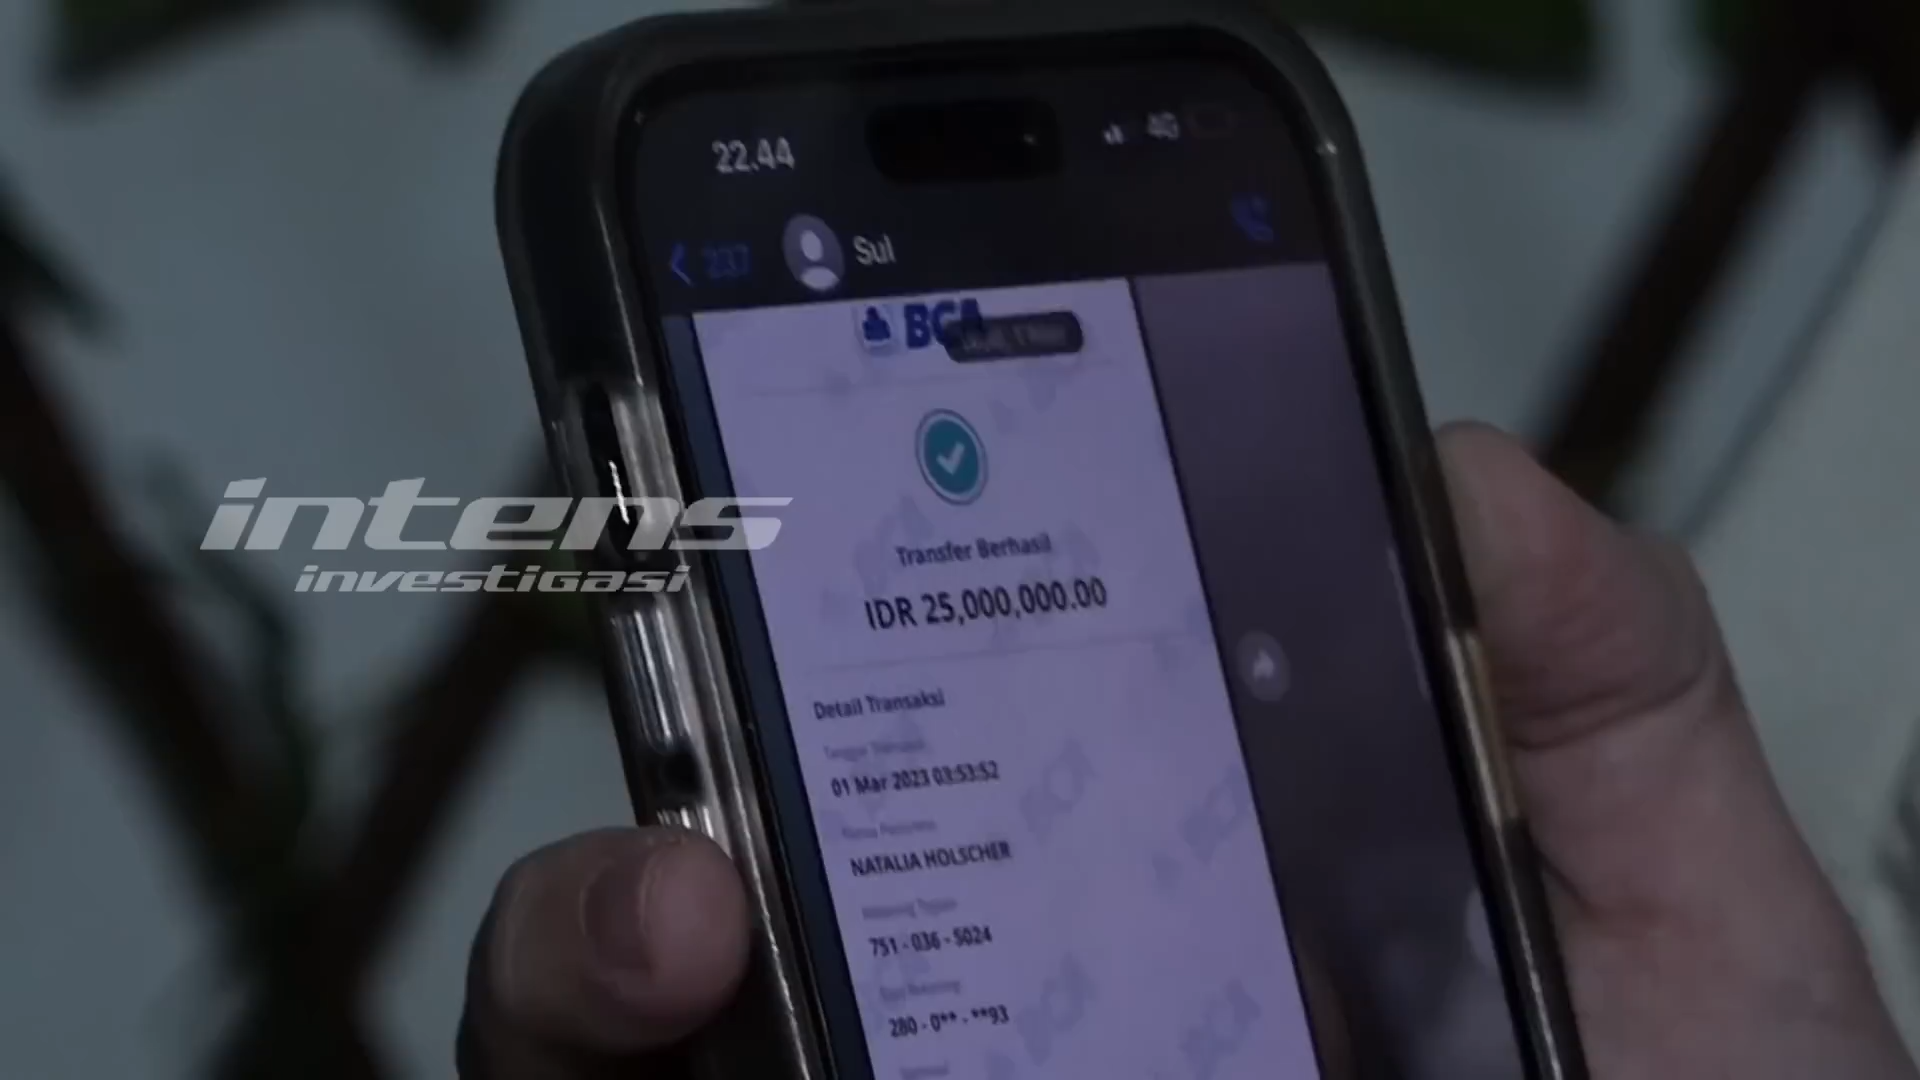 22.44
4G
237
Sul
BCA
intens
investigasi
Transfer Berhasil
IDR 25,000,000.00
Detail Transaksi
01 Mar 2023 03:53:52
NATALIA HOLSCHER
751 - 036 - 5024
280 - 0** - **93